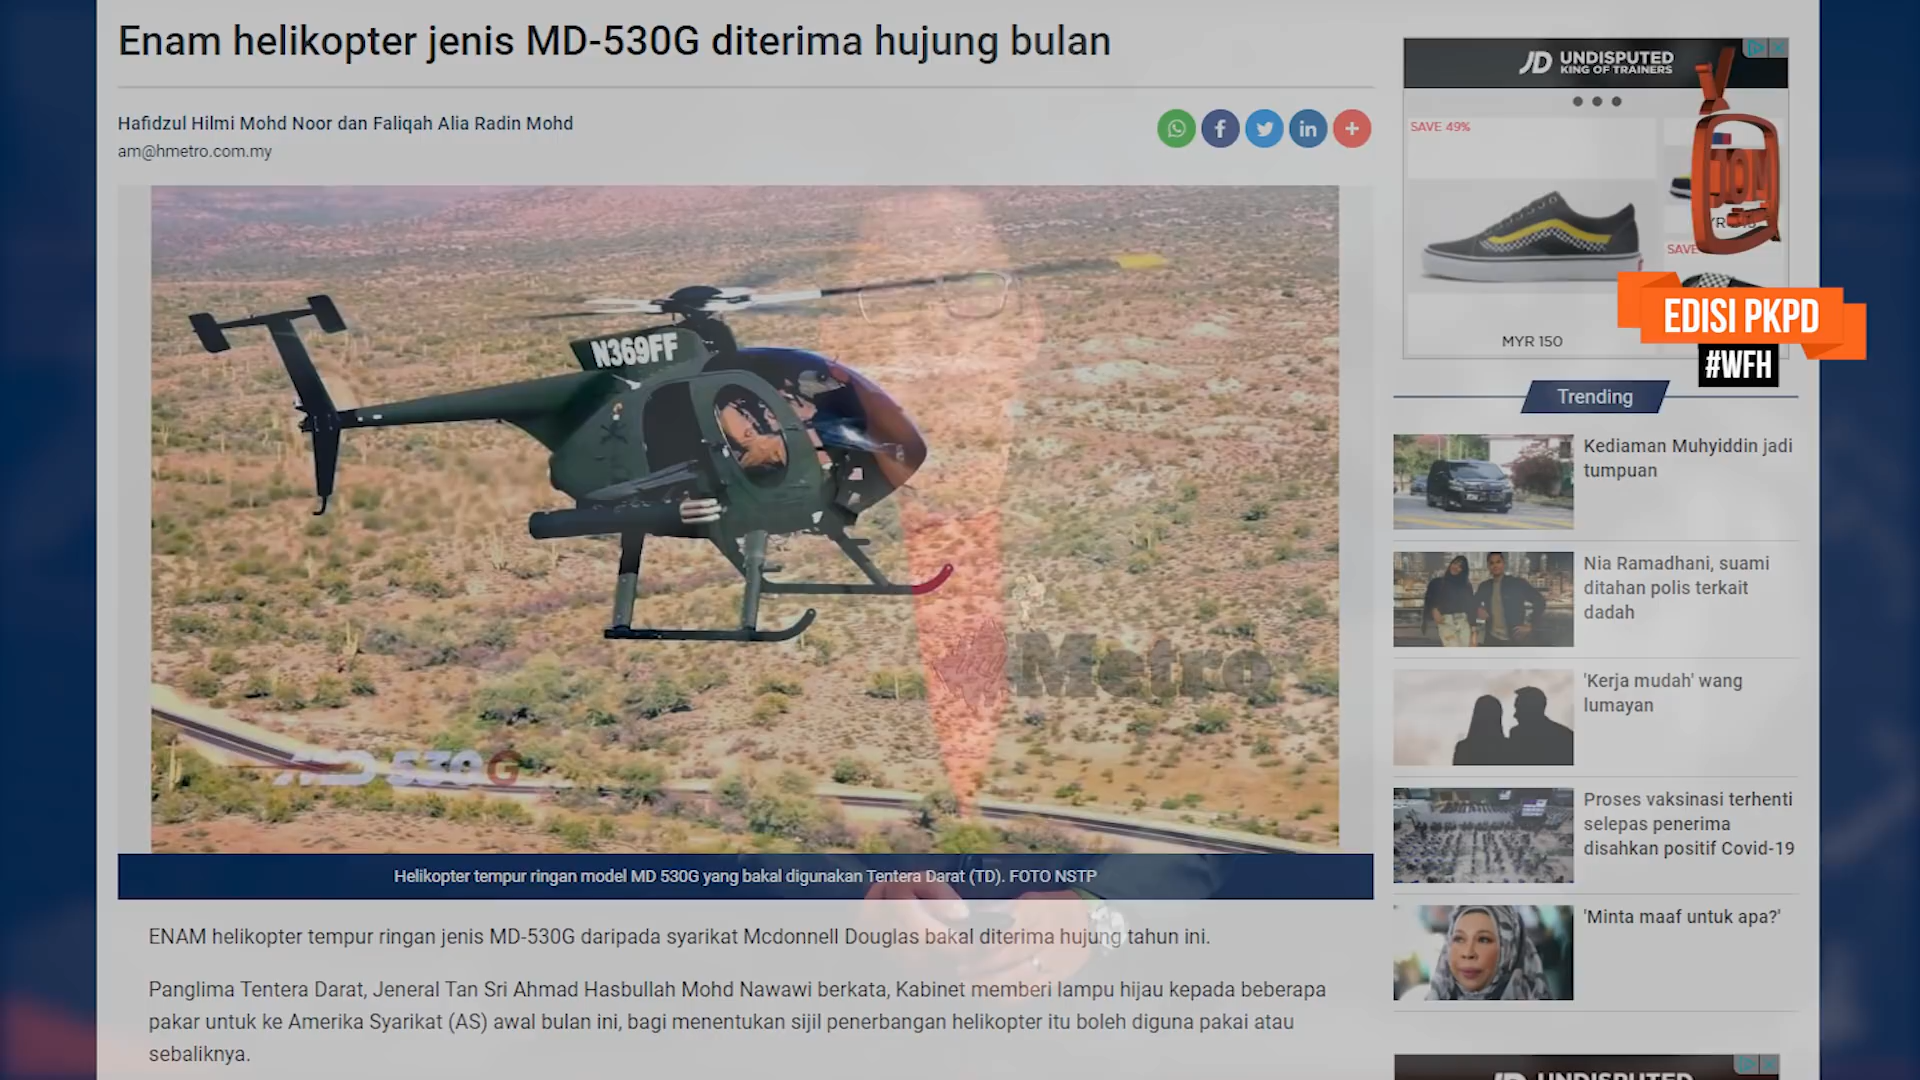 Enam helikopter jenis MD-530G diterima hujung bulan
Hafidzul Hilmi Mohd Noor dan Faliqah Alia Radin Mohd
am@hmetro.com.my
N369FF
Metro
MD 530G
Helikopter tempur ringan model MD 530G yang bakal digunakan Tentera Darat (TD). FOTO NSTP
ENAM helikopter tempur ringan jenis MD-530G daripada syarikat Mcdonnell Douglas bakal diterima hujung tahun ini.
Panglima Tentera Darat, Jeneral Tan Sri Ahmad Hasbullah Mohd Nawawi berkata, Kabinet memberi lampu hijau kepada beberapa
pakar untuk ke Amerika Syarikat (AS) awal bulan ini, bagi menentukan sijil penerbangan helikopter itu boleh diguna pakai atau
sebaliknya.
JD UNDISPUTED
KING OF TRAINERS
SAVE 49%
SAVE
MYR 150
JOM
EDISI PKPD
#WFH
Trending
Kediaman Muhyiddin jadi
tumpuan
Nia Ramadhani, suami
ditahan polis terkait
dadah
'Kerja mudah' wang
lumayan
Proses vaksinasi terhenti
selepas penerima
disahkan positif Covid-19
'Minta maaf untuk apa?'
JD UNDISPUTED